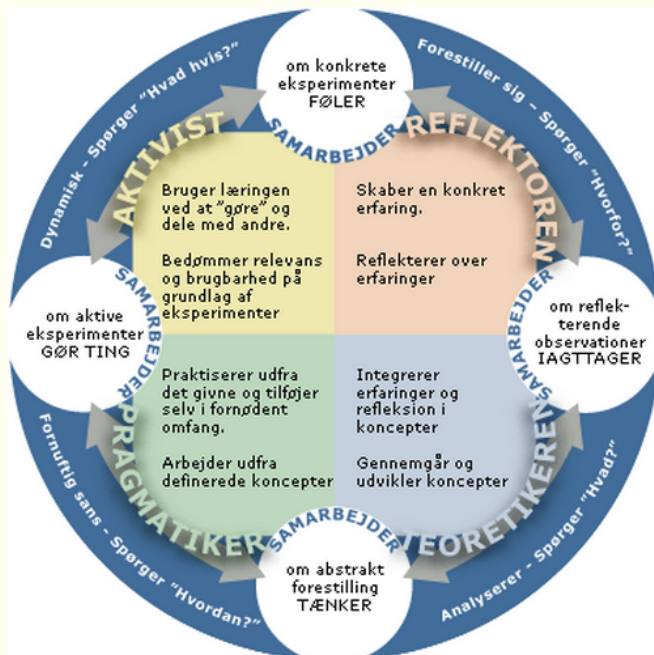 Dynamisk - Spørger "Hvad hvis?"
Forestiller sig – Spørger "Hvorfor?"
om konkrete
eksperimenter
FØLER
SAMARBEJDER
AKTIVIST
REFLEKTOREN
Bruger læringen
ved at "gøre" og
dele med andre.
Bedømmer relevans
og brugbarhed på
grundlag af
eksperimenter
Skaber en konkret
erfaring.
Reflekterer over
erfaringer
om aktive
eksperimenter
GØR TING
SAMARBEJDER
om reflek-
terende
observationer
IAGTTAGER
SAMARBEJDER
Praktiserer udfra
det givne og tilføjer
selv i fornødent
omfang.
Arbejder udfra
definerede koncepter
Integrerer
erfaringer og
refleksion i
koncepter
Gennemgår og
udvikler koncepter
PRAGMATIKER
TEORETIKEREN
SAMARBEJDER
om abstrakt
forestilling
TÆNKER
Fornuftig sans - Spørger "Hvordan?"
Analyserer - Spørger "Hvad?"